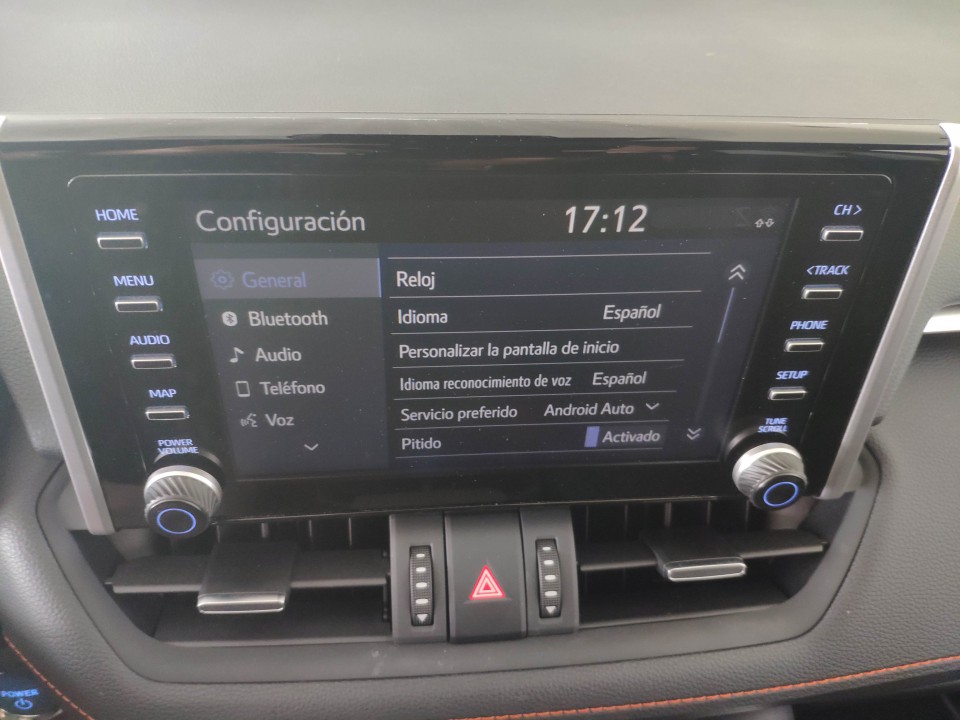 HOME
MENU
AUDIO
MAP
POWER
VOLUME
Configuración
17:12
General
Bluetooth
Audio
Teléfono
Voz
Reloj
Idioma Español
Personalizar la pantalla de inicio
Idioma reconocimiento de voz Español
Servicio preferido Android Auto
Pitido Activado
CH >
< TRACK
PHONE
SETUP
TUNE
SCROLL
POWER